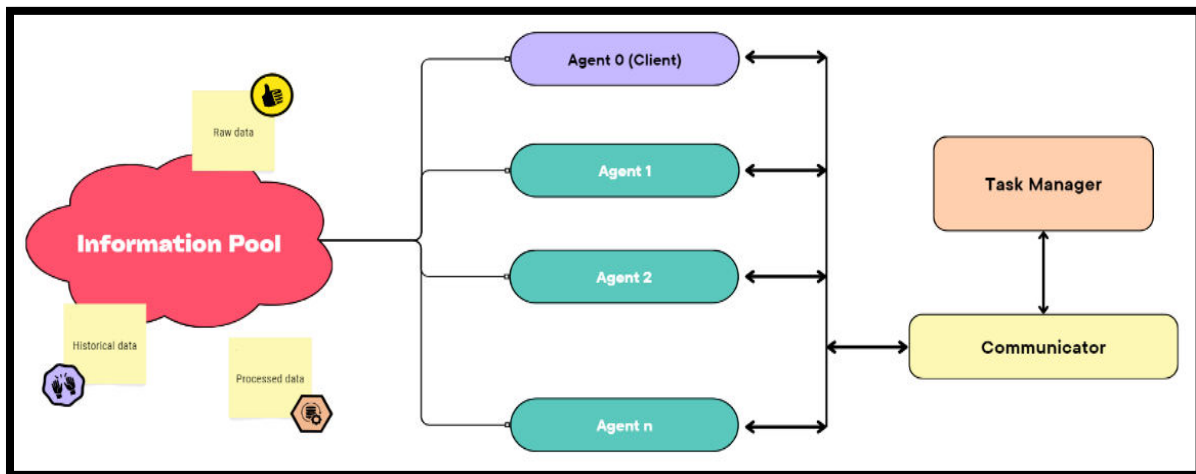 Raw data
Information Pool
Historical data
Processed data
Agent 0 (Client)
Agent 1
Agent 2
Agent n
Task Manager
Communicator